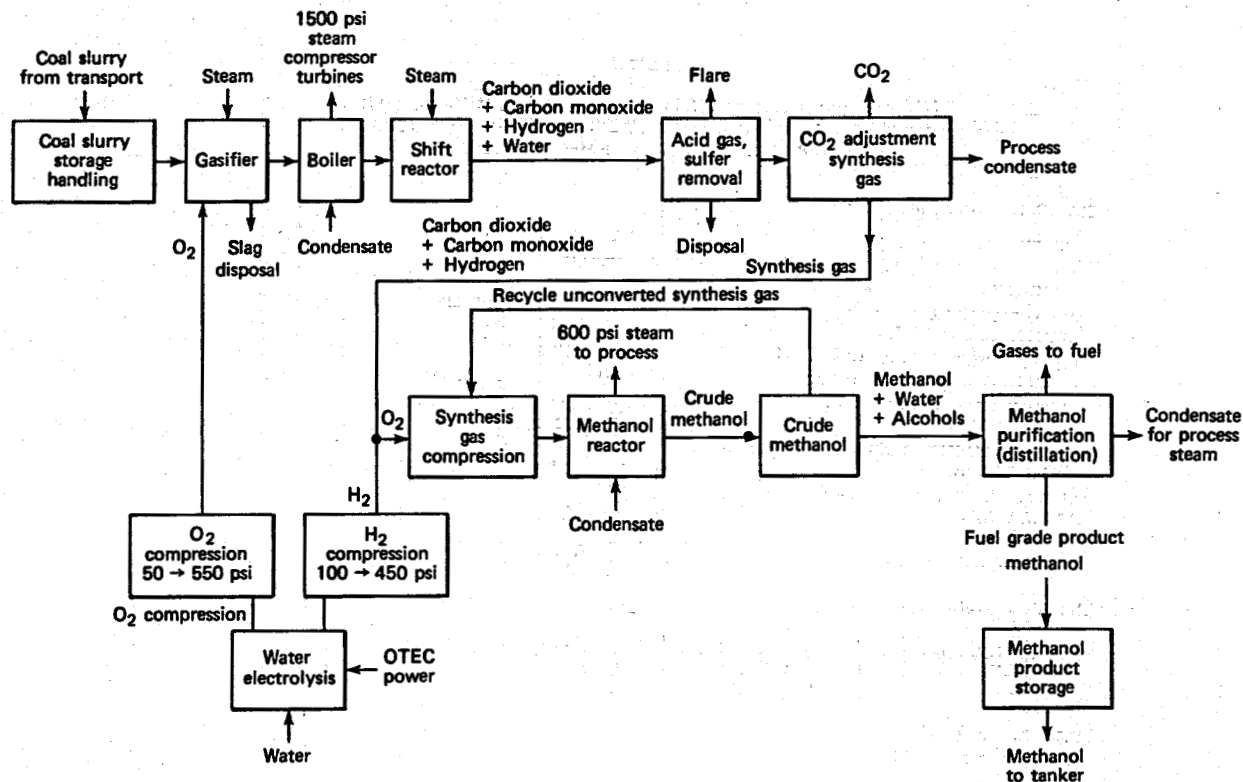 1500 psi
steam
compressor
turbines
Coal slurry
from transport
Steam
Steam
Carbon dioxide
+ Carbon monoxide
+ Hydrogen
+ Water
Flare
CO2
Coal slurry
storage
handling
Gasifier
Boiler
Shift
reactor
Acid gas,
sulfer
removal
CO2 adjustment
synthesis
gas
Process
condensate
O2
Slag
disposal
Condensate
Carbon dioxide
+ Carbon monoxide
+ Hydrogen
Disposal
Synthesis gas
Recycle unconverted synthesis gas
600 psi steam
to process
Gases to fuel
O2
Synthesis
gas
compression
Methanol
reactor
Crude
methanol
Crude
methanol
Methanol
+ Water
+ Alcohols
Methanol
purification
(distillation)
Condensate
for process
steam
H2
Condensate
O2
compression
50 → 550 psi
H2
compression
100 → 450 psi
Fuel grade product
methanol
O2 compression
Water
electrolysis
OTEC
power
Methanol
product
storage
Water
Methanol
to tanker